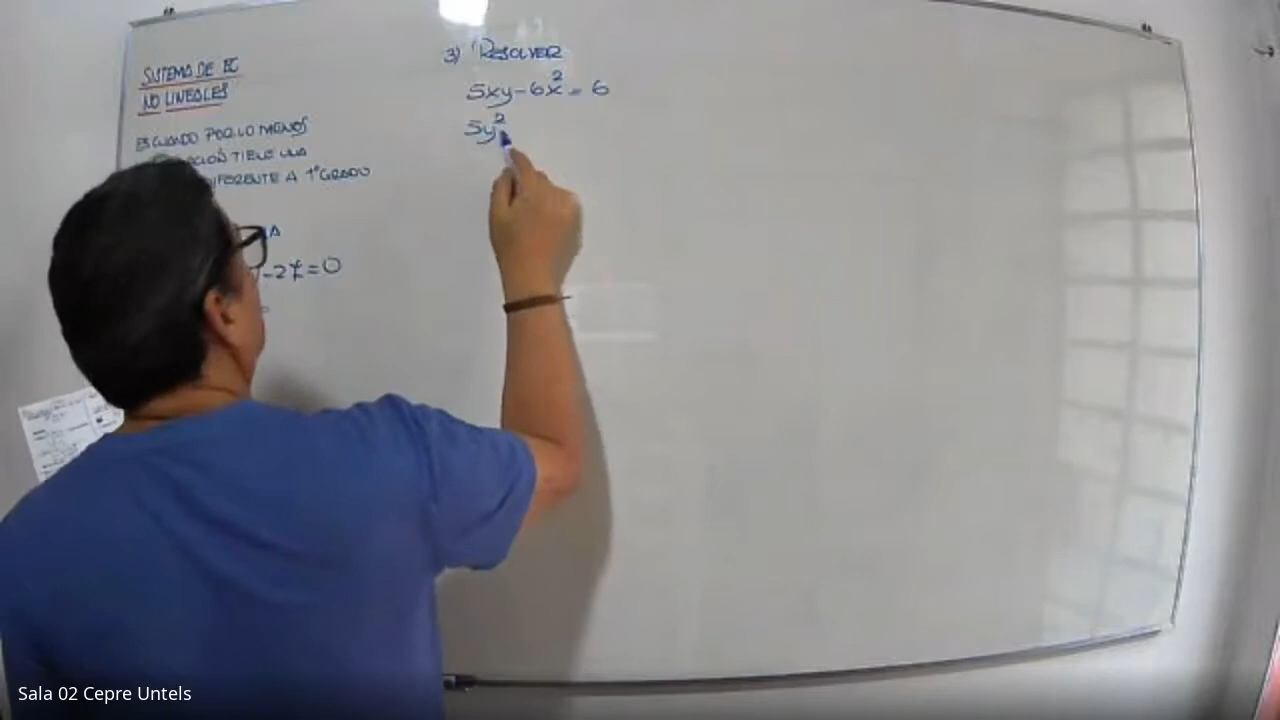 SISTEMA DE EC
NO LINEALES
ES CUANDO POR LO MENOS
TIENE UNA
DIFERENTE A 1° GRADO
-2z=0
3) RESOLVER
5xy-6x²=6
5y²
Sala 02 Cepre Untels